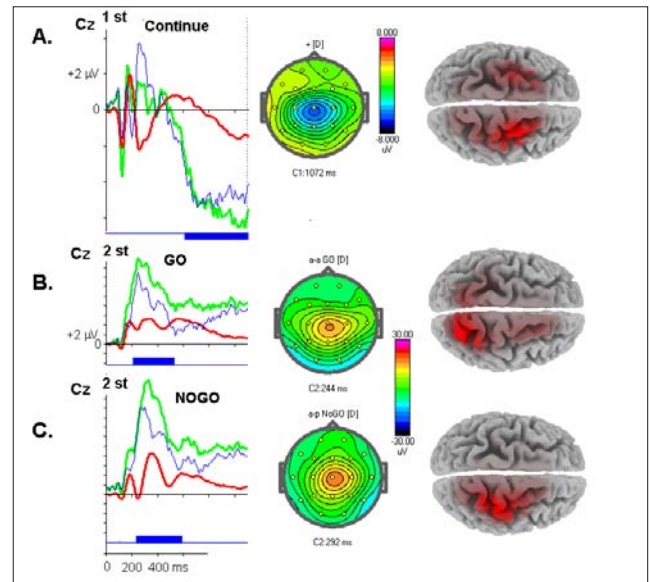 A.
Cz 1 st Continue
+2 µV
0
+ [D]
8.000
-8.000
uV
C1:1072 ms
B.
Cz 2 st GO
+2 µV
0
a-a GO [D]
C2:244 ms
30.00
-30.00
uV
C.
Cz 2 st
NOGO
a-p NoGO [D]
C2:292 ms
0 200 400 ms